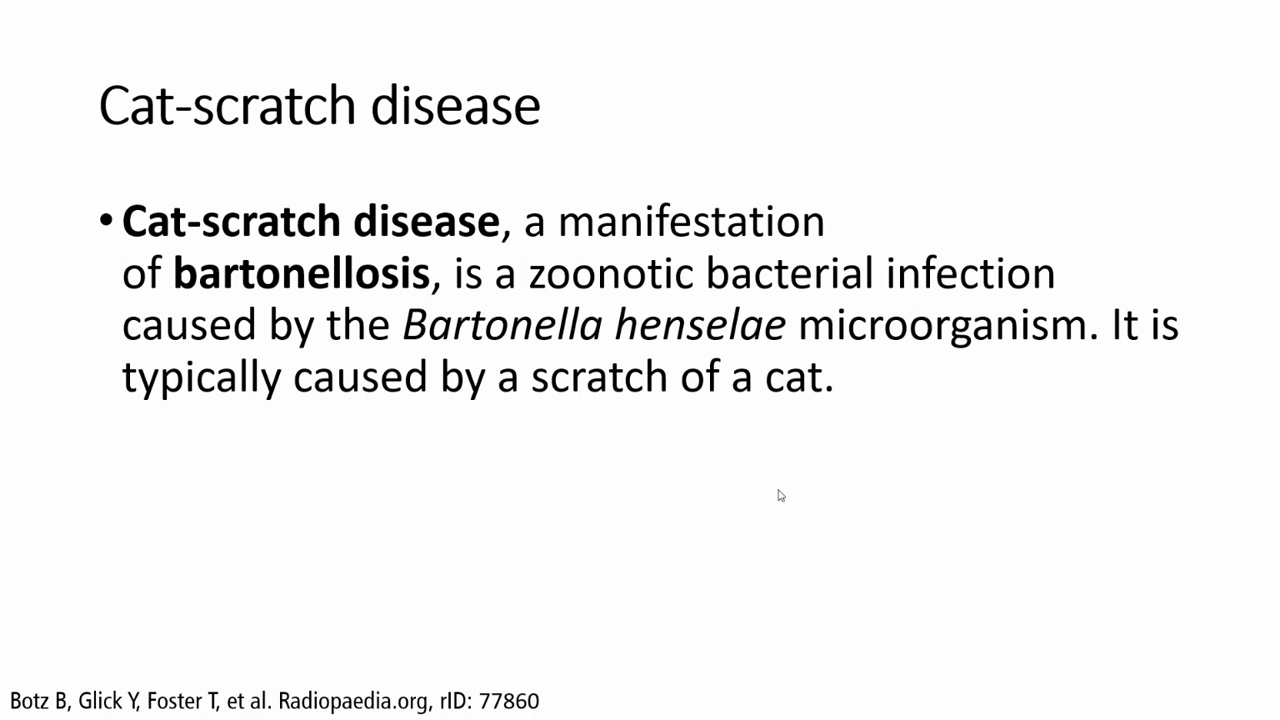 Cat-scratch disease
• Cat-scratch disease, a manifestation
of bartonellosis, is a zoonotic bacterial infection
caused by the Bartonella henselae microorganism. It is
typically caused by a scratch of a cat.
Botz B, Glick Y, Foster T, et al. Radiopaedia.org, rID: 77860